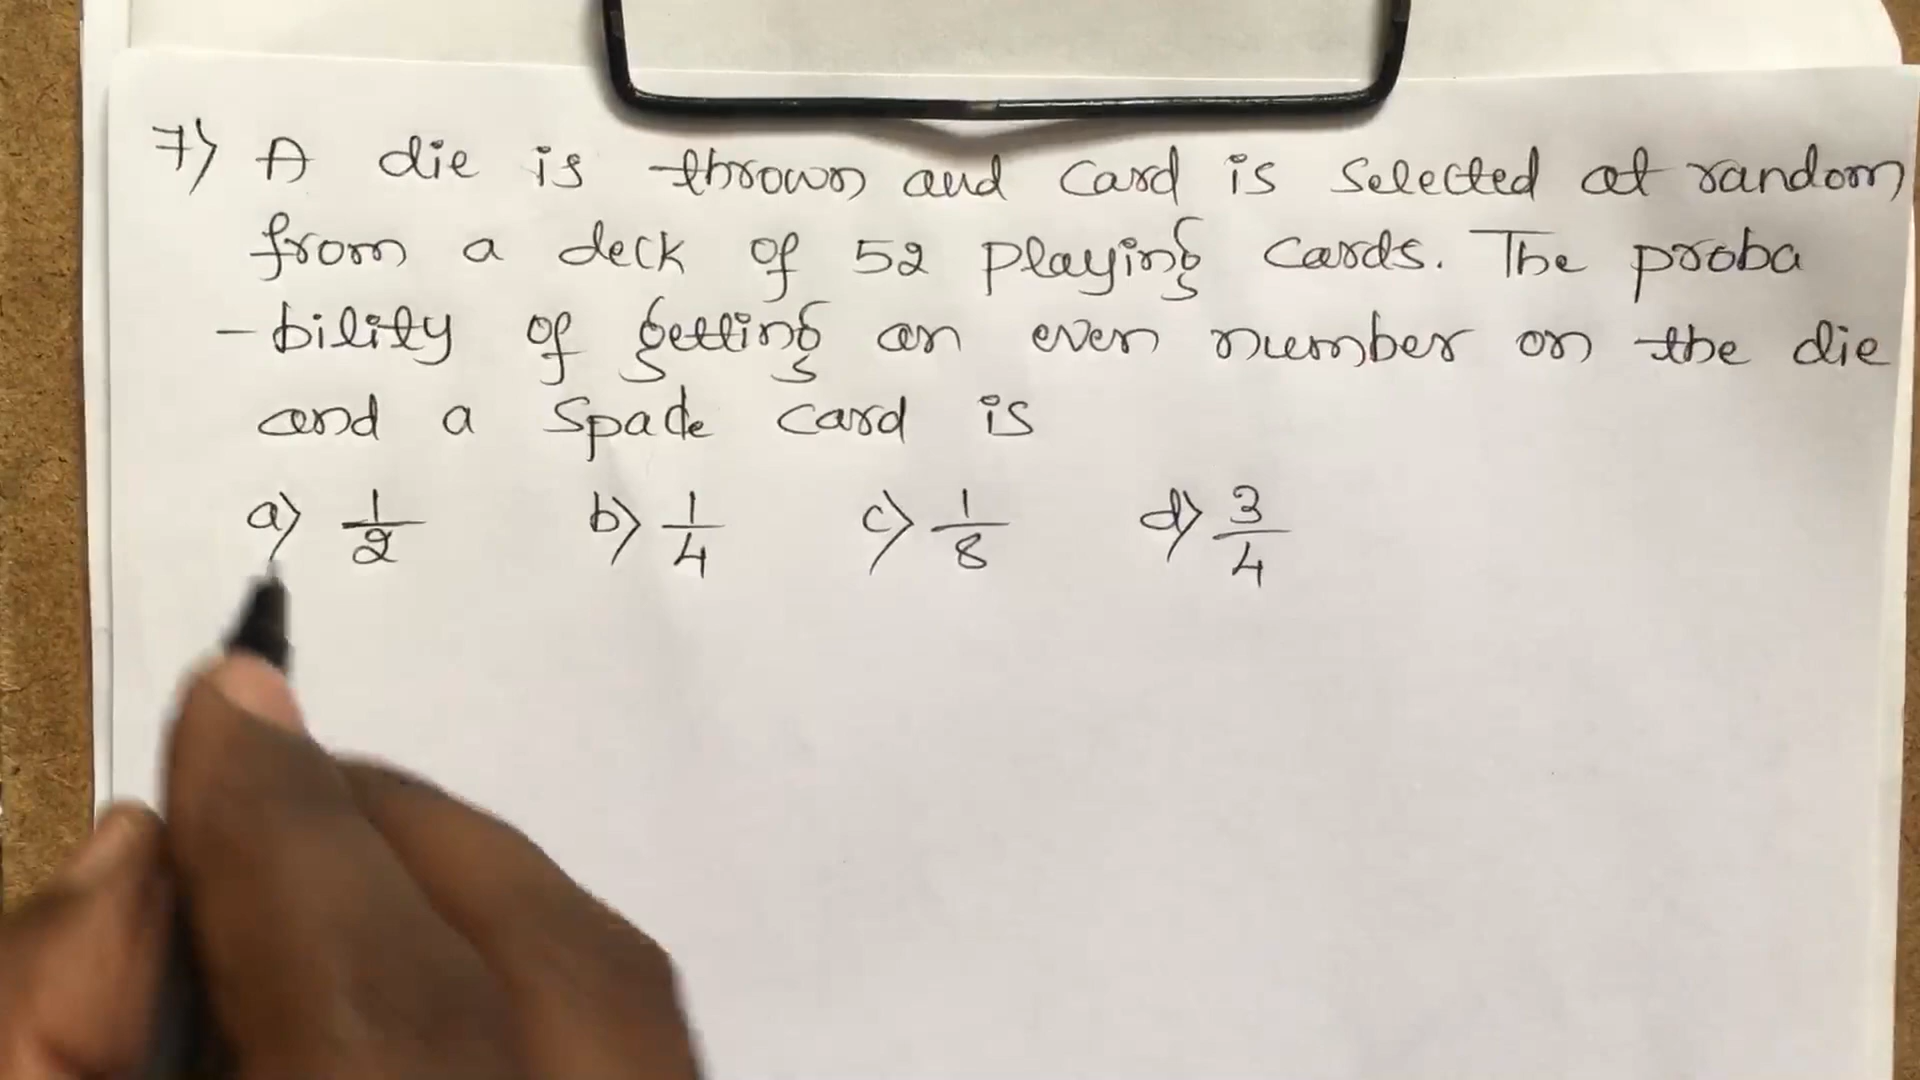 7) A die is thrown and card is selected at random
from a deck of 52 playing cards. The proba
-bility of getting an even number on the die
and a spade card is
a) 1/2 b) 1/4 c) 1/8 d) 3/4